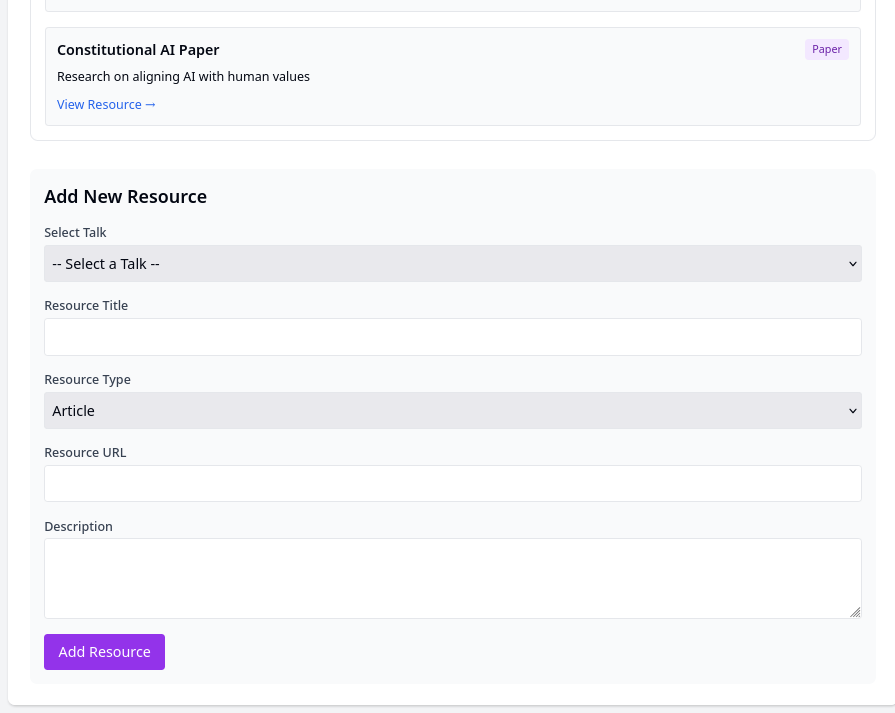 Constitutional AI Paper
Paper
Research on aligning AI with human values
View Resource →
Add New Resource
Select Talk
-- Select a Talk --
Resource Title
Resource Type
Article
Resource URL
Description
Add Resource